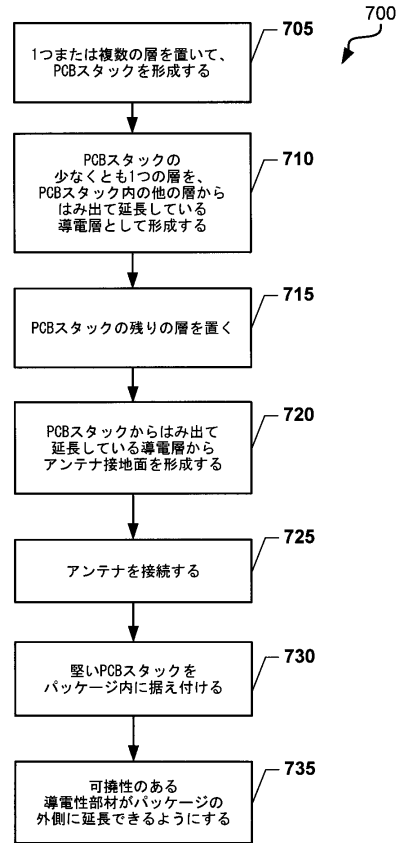 700
705
1つまたは複数の層を置いて、
PCBスタックを形成する
710
PCBスタックの
少なくとも1つの層を、
PCBスタック内の他の層から
はみ出て延長している
導電層として形成する
715
PCBスタックの残りの層を置く
720
PCBスタックからはみ出て
延長している導電層から
アンテナ接地面を形成する
725
アンテナを接続する
730
堅いPCBスタックを
パッケージ内に据え付ける
735
可撓性のある
導電性部材がパッケージの
外側に延長できるようにする